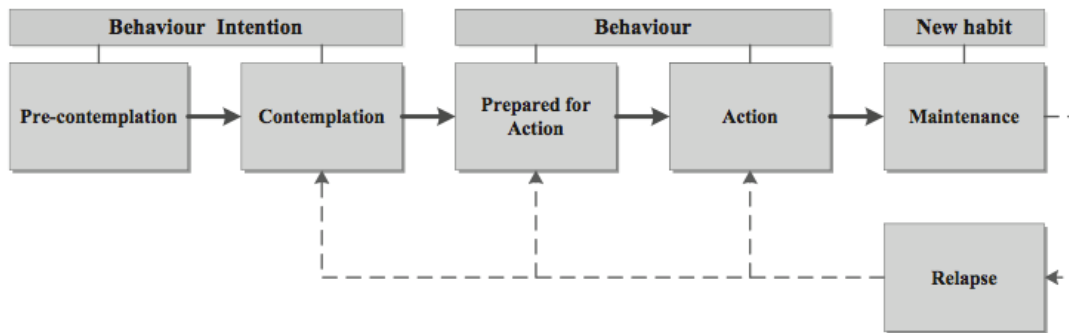 Behaviour Intention
Behaviour
New habit
Pre-contemplation
Contemplation
Prepared for
Action
Action
Maintenance
Relapse